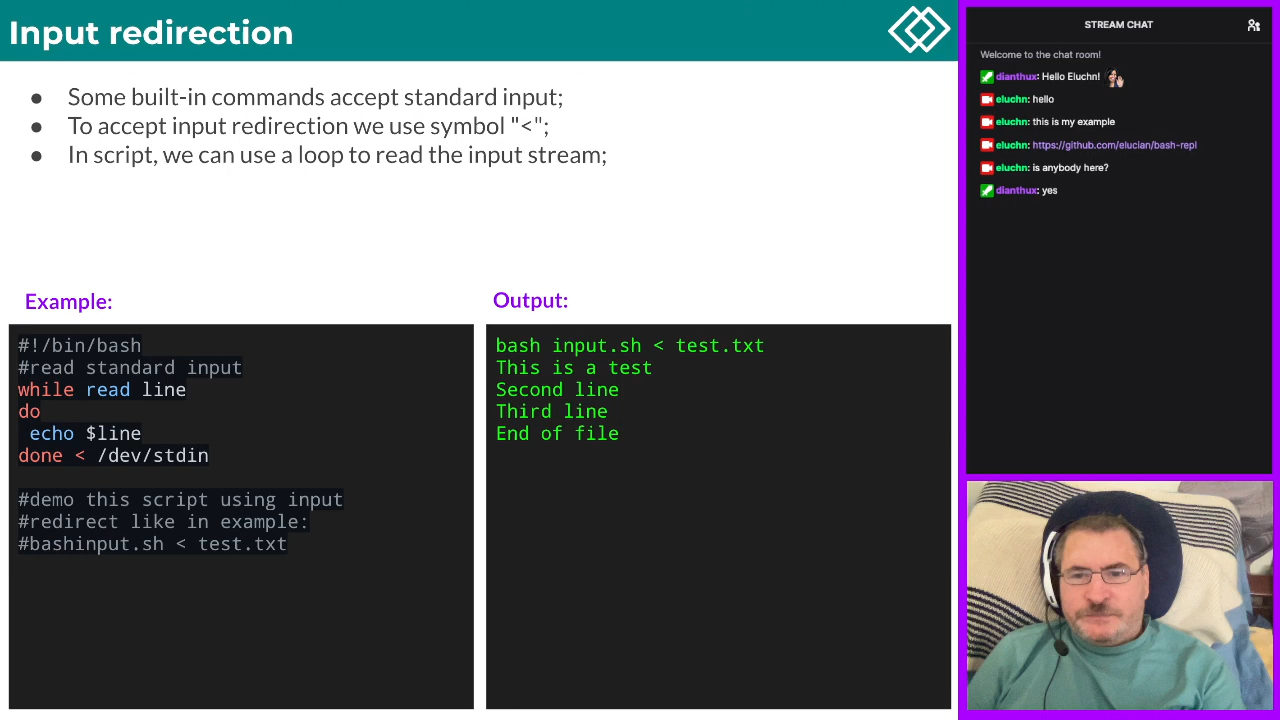 Input redirection
● Some built-in commands accept standard input;
● To accept input redirection we use symbol "<";
● In script, we can use a loop to read the input stream;
Example:
#!/bin/bash
#read standard input
while read line
do
 echo $line
done < /dev/stdin
#demo this script using input
#redirect like in example:
#bashinput.sh < test.txt
Output:
bash input.sh < test.txt
This is a test
Second line
Third line
End of file
STREAM CHAT
Welcome to the chat room!
dianthux: Hello Eluchn!
eluchn: hello
eluchn: this is my example
eluchn: https://github.com/elucian/bash-repl
eluchn: is anybody here?
dianthux: yes